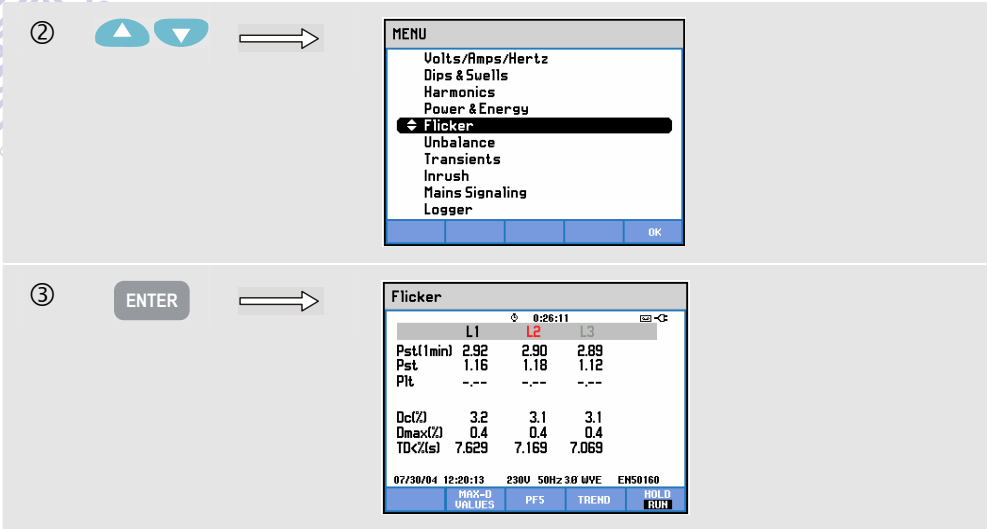 ②
MENU
Volts/Amps/Hertz
Dips & Swells
Harmonics
Power & Energy
Flicker
Unbalance
Transients
Inrush
Mains Signaling
Logger
OK
③
ENTER
Flicker
0:26:11
L1 L2 L3
Pst(1min) 2.92 2.90 2.89
Pst 1.16 1.18 1.12
Plt -.-- -.-- -.--
Dc(%) 3.2 3.1 3.1
Dmax(%) 0.4 0.4 0.4
TD<%(s) 7.629 7.169 7.069
07/30/04 12:20:13 230V 50Hz 3Ø WYE EN50160
MAX-D VALUES PF5 TREND HOLD RUN